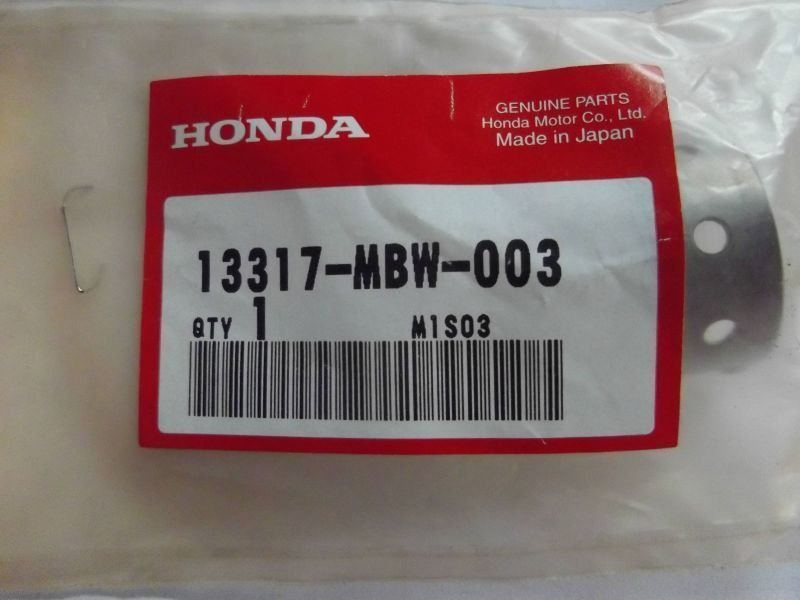 HONDA
GENUINE PARTS
Honda Motor Co., Ltd.
Made in Japan
13317-MBW-003
QTY 1 M1S03